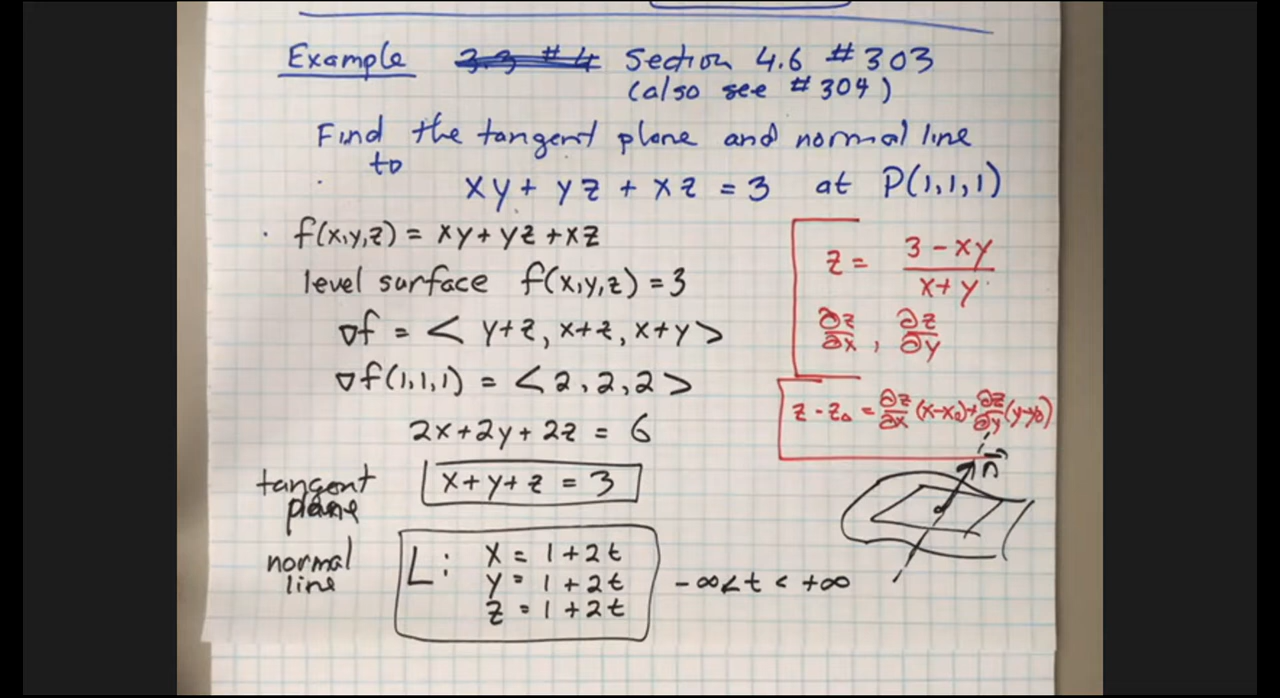 Example 3.3 #4 Section 4.6 #303
(also see #304)
Find the tangent plane and normal line
to
xy + yz + xz = 3 at P(1,1,1)
f(x,y,z) = xy + yz + xz
level surface f(x,y,z) = 3
∇f = < y+z, x+z, x+y >
∇f(1,1,1) = < 2, 2, 2 >
2x + 2y + 2z = 6
tangent plane x + y + z = 3
normal line L: x = 1 + 2t
y = 1 + 2t
z = 1 + 2t
-∞ < t < +∞
z = (3 - xy)/(x + y)
∂z/∂x , ∂z/∂y
z - z₀ = ∂z/∂x (x-x₀) + ∂z/∂y (y-y₀)
n⃗